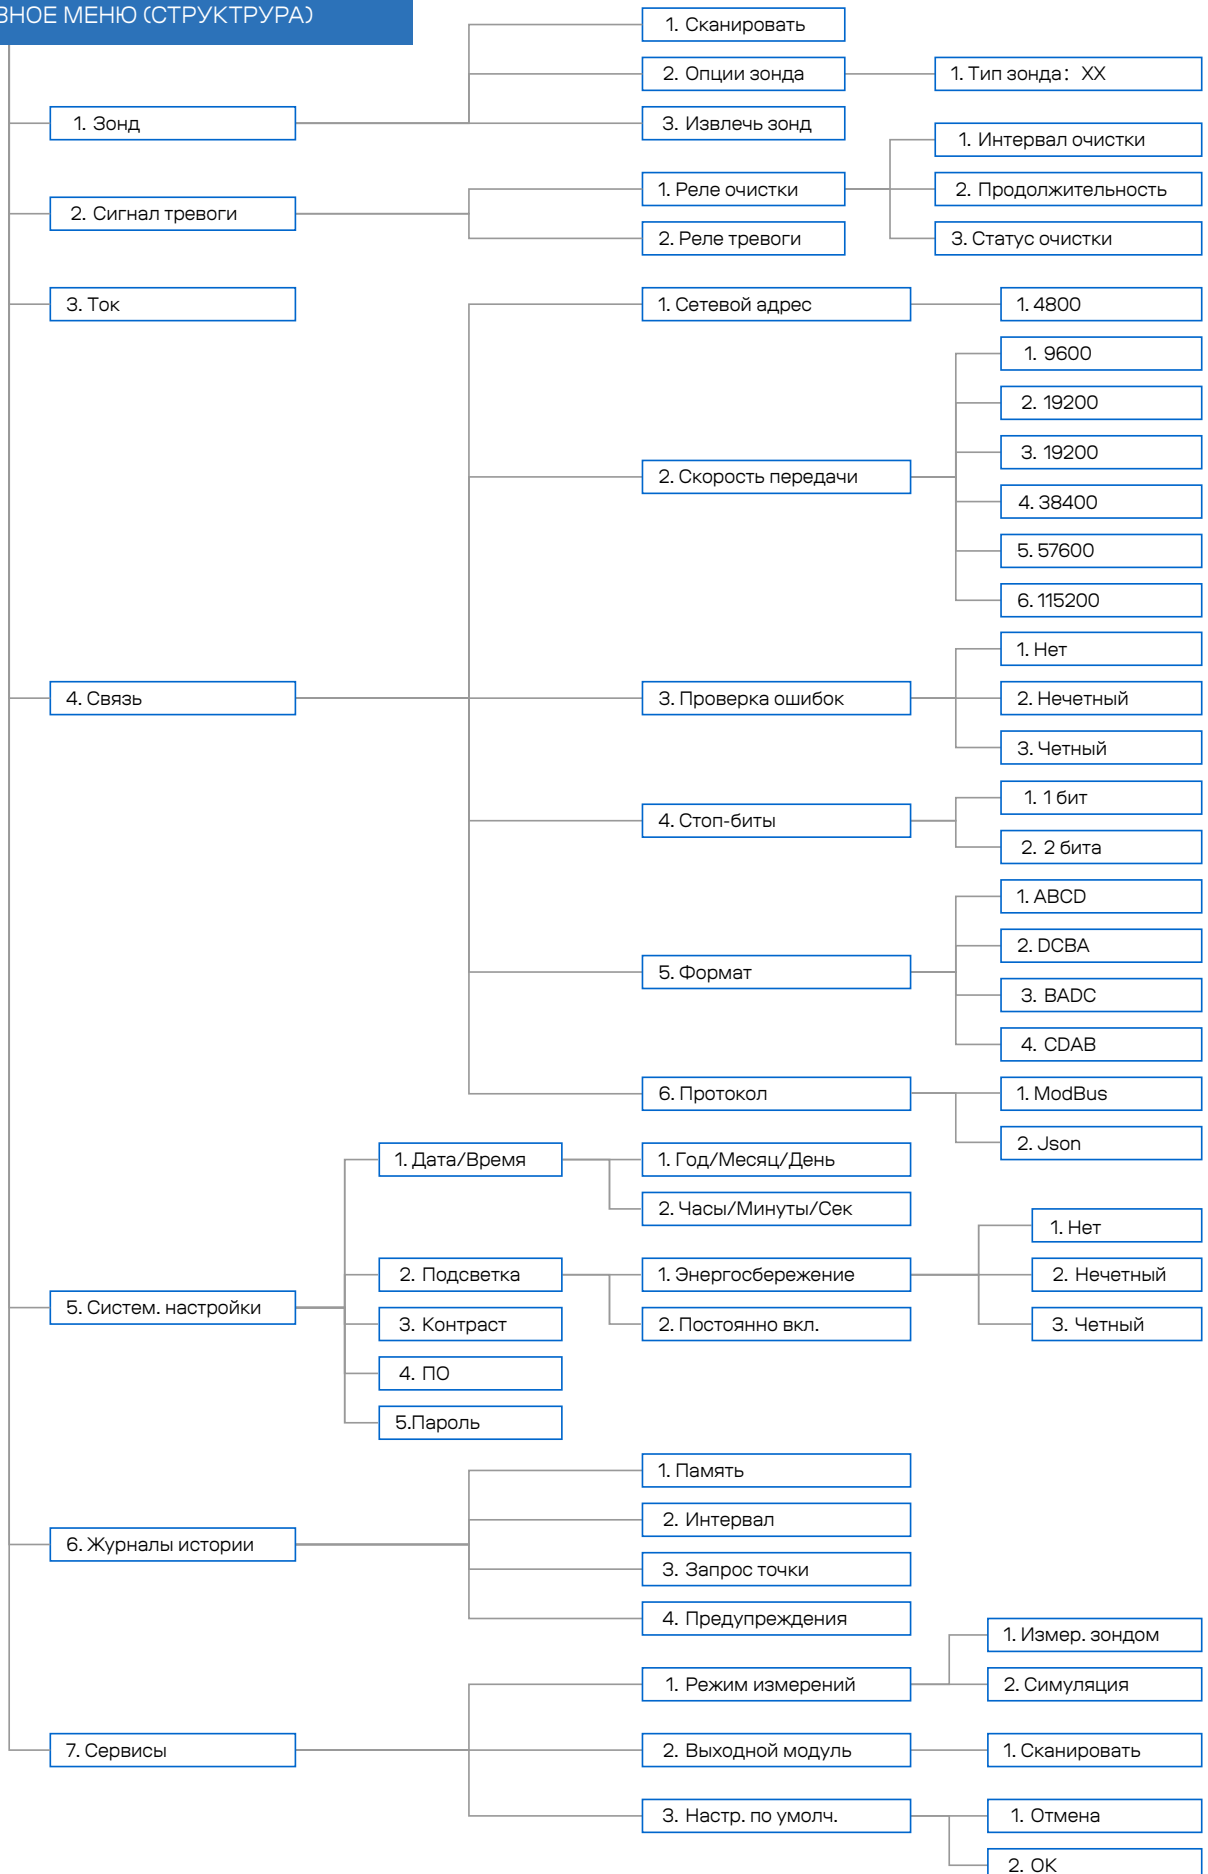 ВНОЕ МЕНЮ (СТРУКТРУРА)
1. Зонд
1. Сканировать
2. Опции зонда
1. Тип зонда: XX
3. Извлечь зонд
2. Сигнал тревоги
1. Реле очистки
1. Интервал очистки
2. Продолжительность
3. Статус очистки
2. Реле тревоги
3. Ток
4. Связь
1. Сетевой адрес
1. 4800
2. Скорость передачи
1. 9600
2. 19200
3. 19200
4. 38400
5. 57600
6. 115200
3. Проверка ошибок
1. Нет
2. Нечетный
3. Четный
4. Стоп-биты
1. 1 бит
2. 2 бита
5. Формат
1. ABCD
2. DCBA
3. BADC
4. CDAB
6. Протокол
1. ModBus
2. Json
5. Систем. настройки
1. Дата/Время
1. Год/Месяц/День
2. Часы/Минуты/Сек
2. Подсветка
1. Энергосбережение
1. Нет
2. Нечетный
3. Четный
2. Постоянно вкл.
3. Контраст
4. ПО
5.Пароль
6. Журналы истории
1. Память
2. Интервал
3. Запрос точки
4. Предупреждения
7. Сервисы
1. Режим измерений
1. Измер. зондом
2. Симуляция
2. Выходной модуль
1. Сканировать
3. Настр. по умолч.
1. Отмена
2. ОК